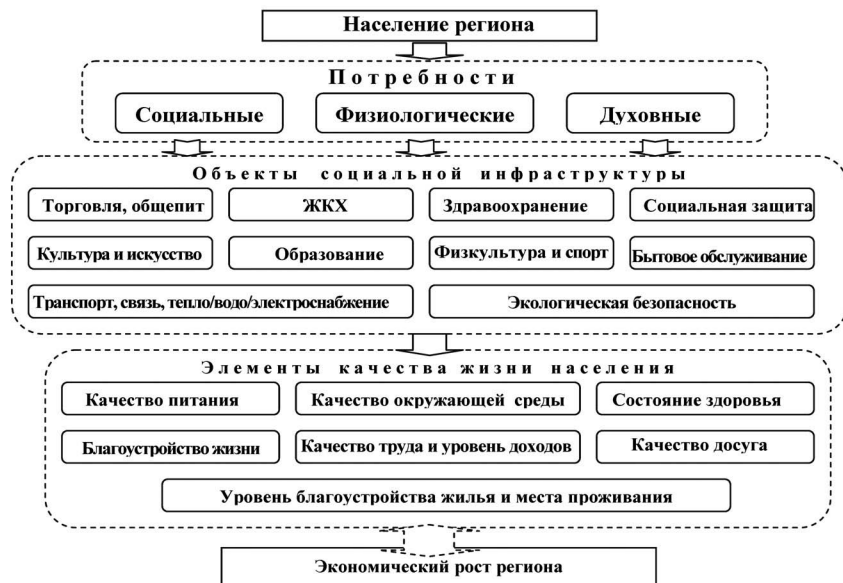 Население региона
Потребности
Социальные
Физиологические
Духовные
Объекты социальной инфраструктуры
Торговля, общепит
ЖКХ
Здравоохранение
Социальная защита
Культура и искусство
Образование
Физкультура и спорт
Бытовое обслуживание
Транспорт, связь, тепло/водо/электроснабжение
Экологическая безопасность
Элементы качества жизни населения
Качество питания
Качество окружающей среды
Состояние здоровья
Благоустройство жизни
Качество труда и уровень доходов
Качество досуга
Уровень благоустройства жилья и места проживания
Экономический рост региона